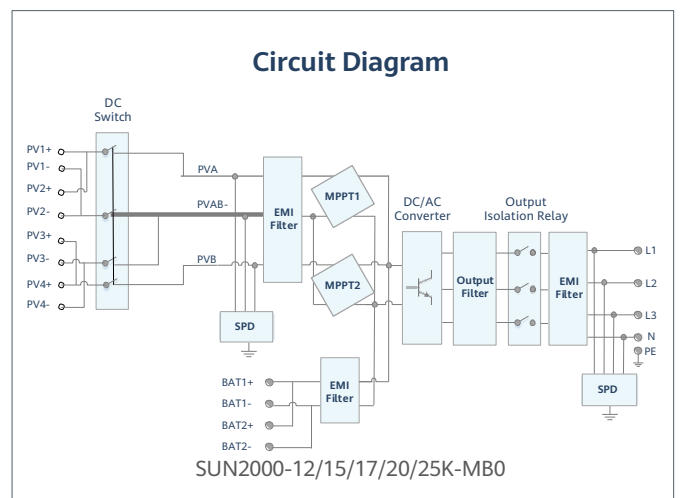 Circuit Diagram
DC
Switch
PV1+
PV1-
PV2+
PV2-
PV3+
PV3-
PV4+
PV4-
PVA
PVAB-
PVB
EMI
Filter
MPPT1
MPPT2
SPD
DC/AC
Converter
Output
Filter
Output
Isolation Relay
EMI
Filter
L1
L2
L3
N
PE
SPD
BAT1+
BAT1-
BAT2+
BAT2-
EMI
Filter
SUN2000-12/15/17/20/25K-MB0